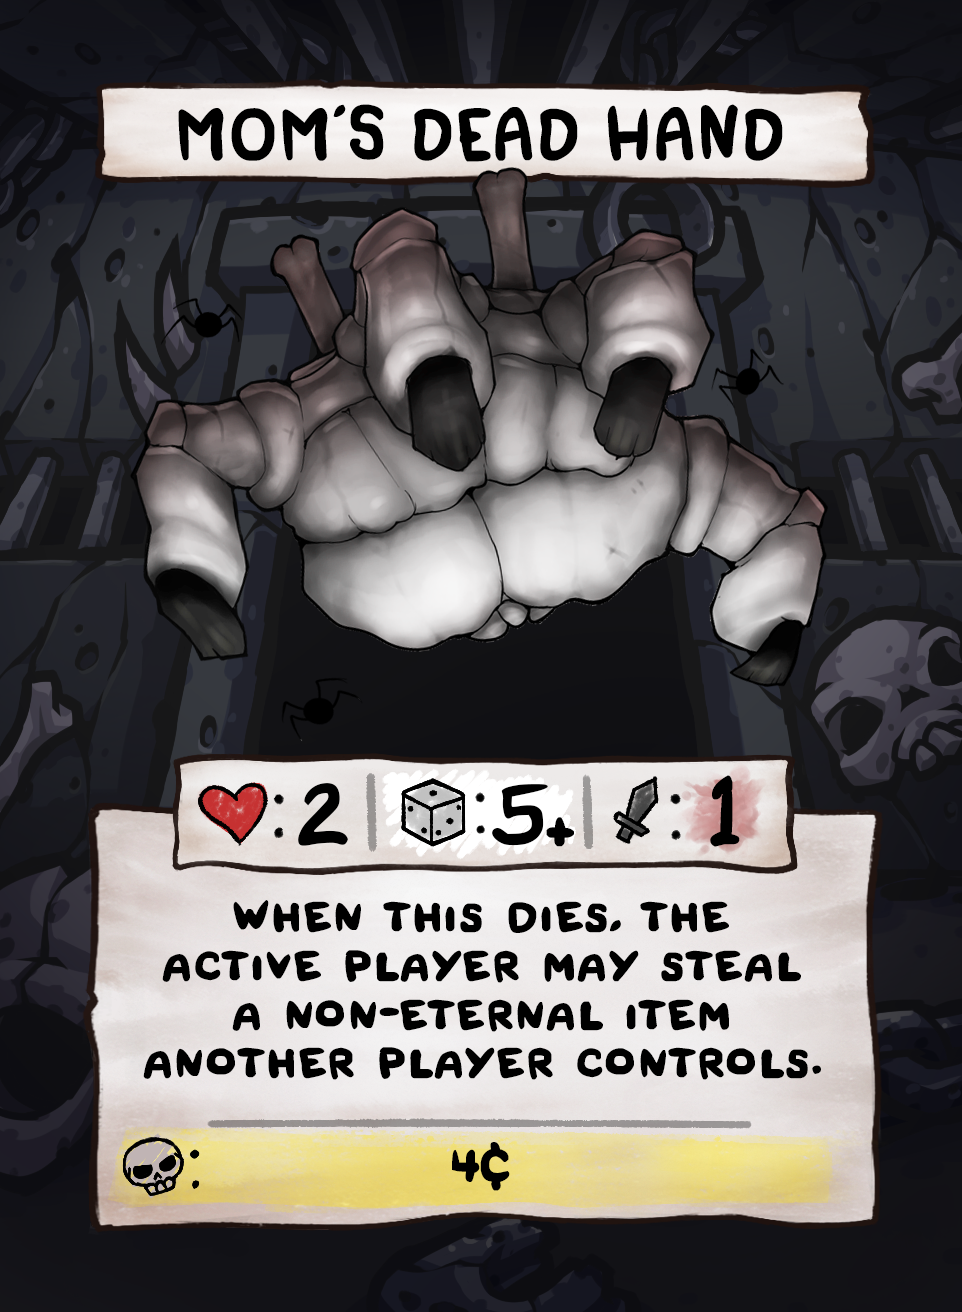 MOM'S DEAD HAND
: 2 | : 5+ | : 1
WHEN THIS DIES, THE
ACTIVE PLAYER MAY STEAL
A NON-ETERNAL ITEM
ANOTHER PLAYER CONTROLS.
: 4¢